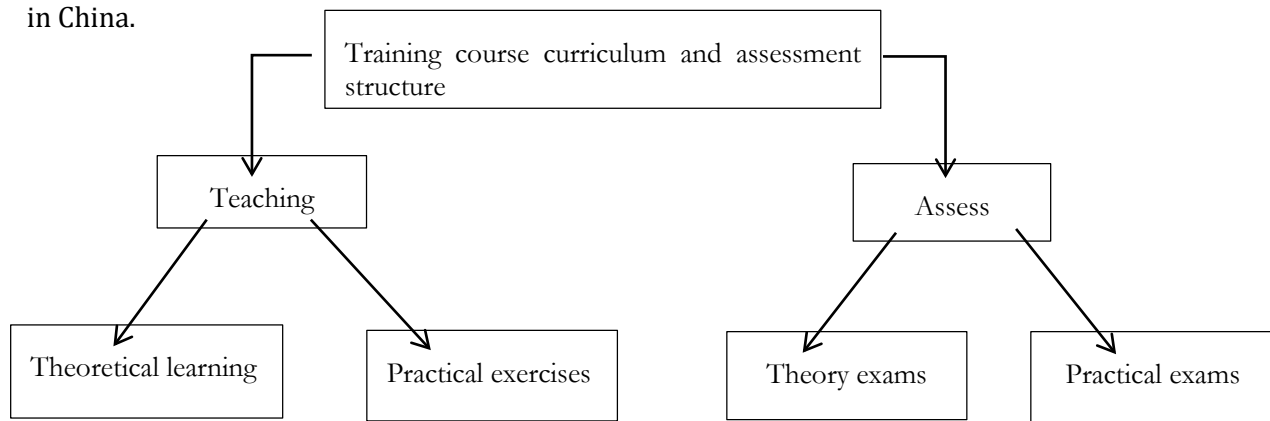 in China.
Training course curriculum and assessment
structure
Teaching
Assess
Theoretical learning
Practical exercises
Theory exams
Practical exams